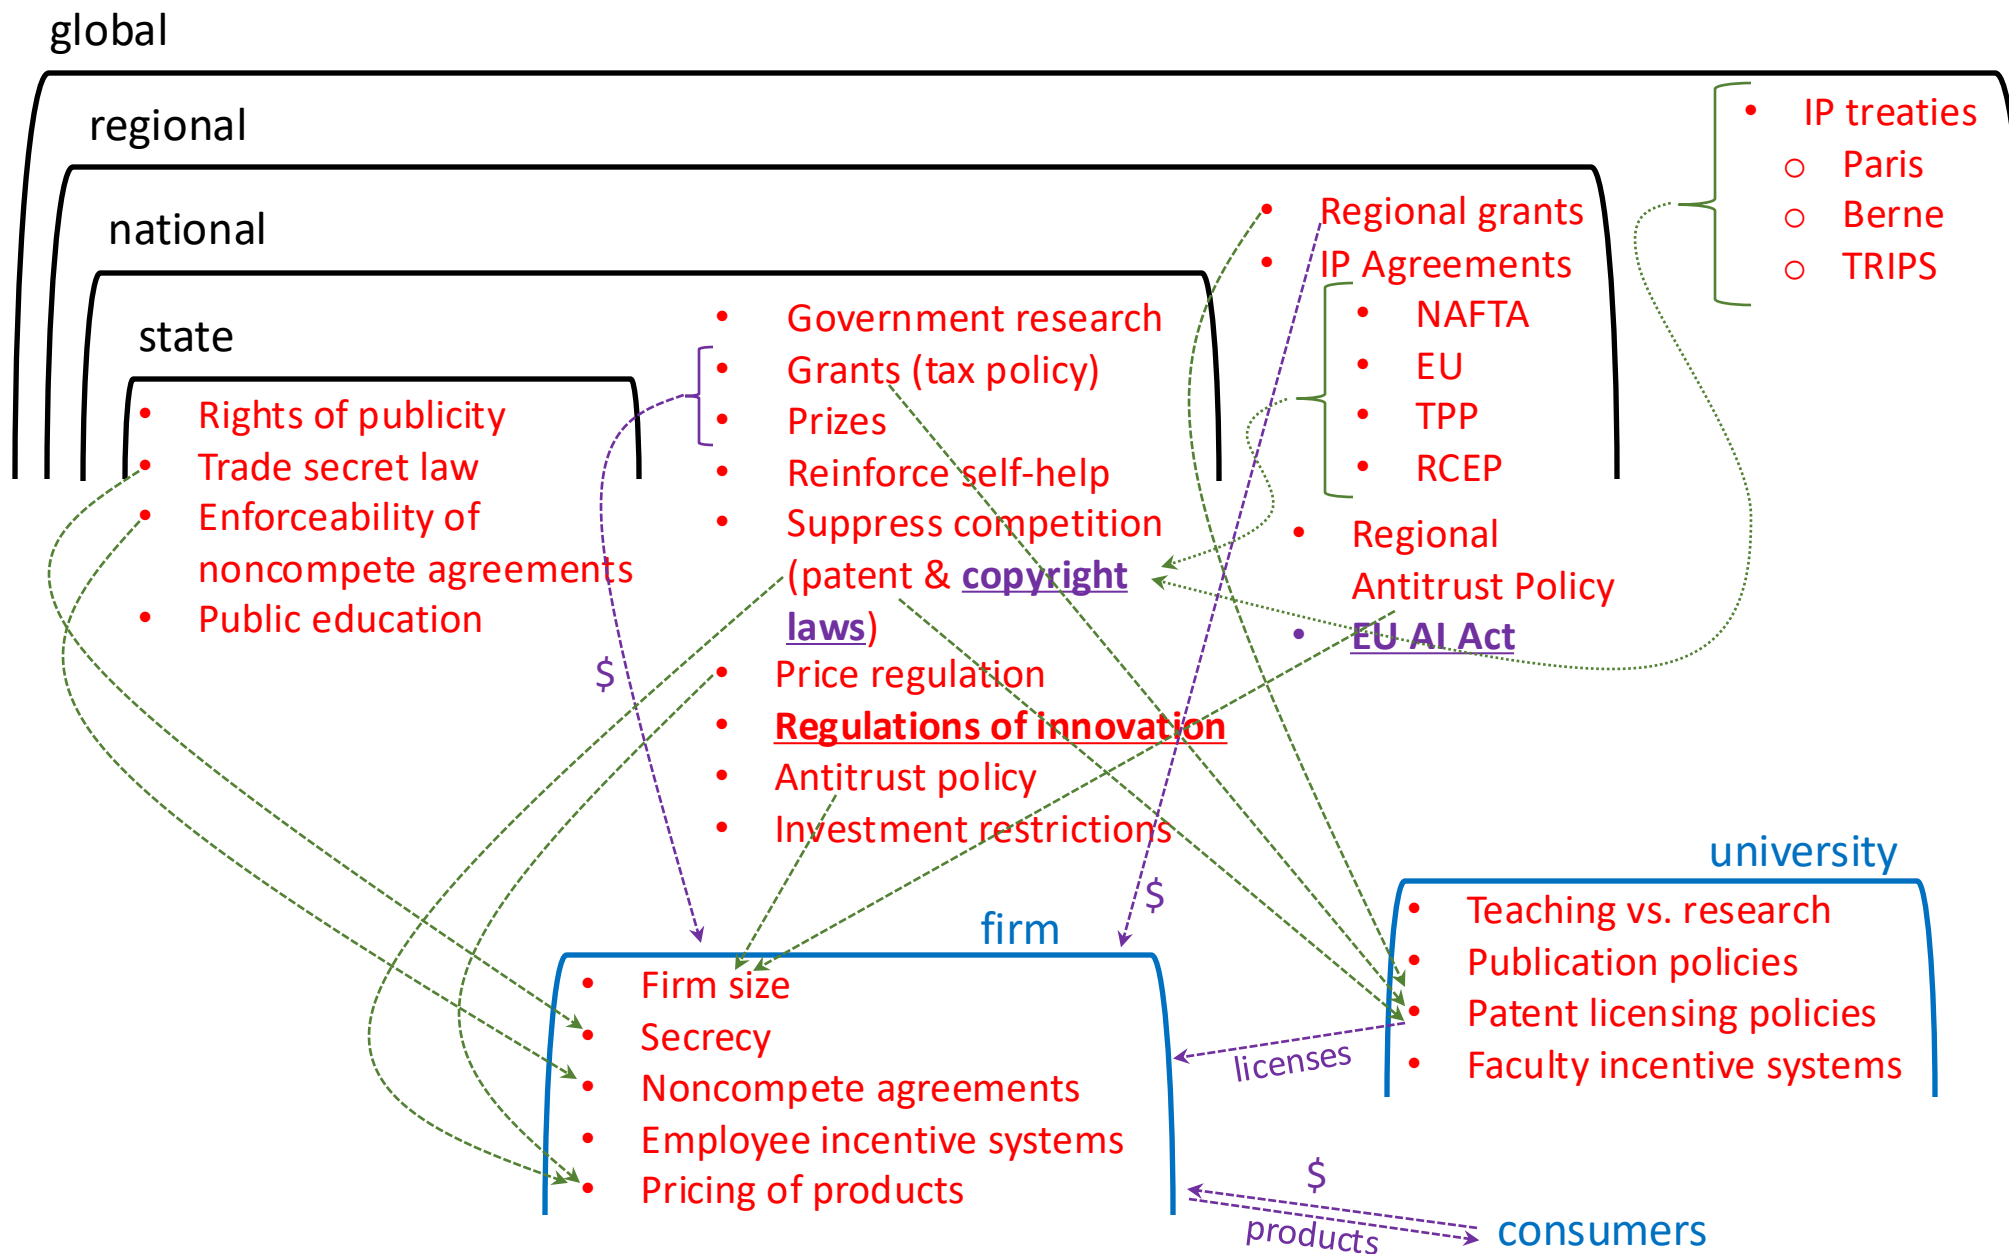 global
regional
national
state
• Rights of publicity
• Trade secret law
• Enforceability of
noncompete agreements
• Public education
• Government research
• Grants (tax policy)
• Prizes
• Reinforce self-help
• Suppress competition
(patent & copyright
laws)
• Price regulation
• Regulations of innovation
• Antitrust policy
• Investment restrictions
• Regional grants
• IP Agreements
• NAFTA
• EU
• TPP
• RCEP
• Regional
Antitrust Policy
• EU AI Act
• IP treaties
○ Paris
○ Berne
○ TRIPS
$
$
firm
• Firm size
• Secrecy
• Noncompete agreements
• Employee incentive systems
• Pricing of products
university
• Teaching vs. research
• Publication policies
• Patent licensing policies
• Faculty incentive systems
licenses
$
products
consumers